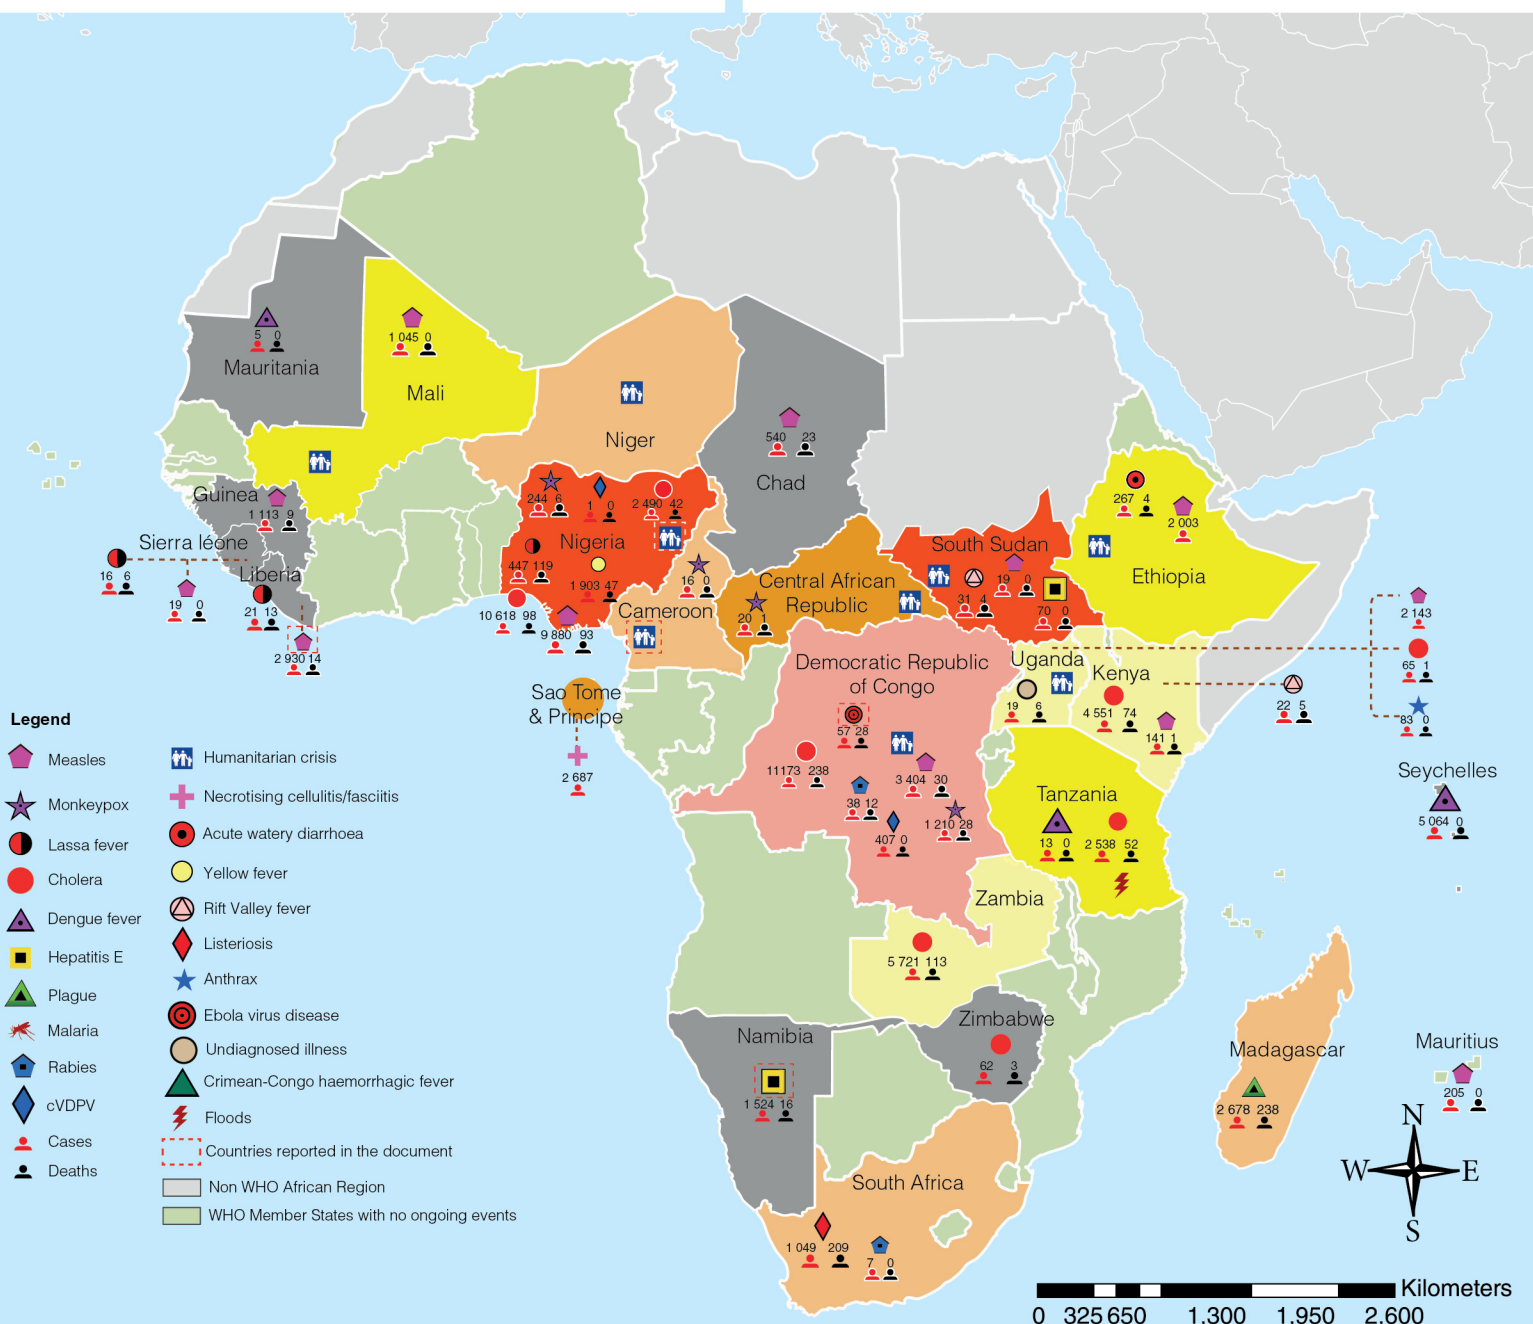 5 0
Mauritania
1 045 0
Mali
Niger
540 23
Chad
Guinea
1 113 9
Sierra léone
16 6
19 0
Liberia
21 13
2 930 14
244 6
1 0
2 490 42
Nigeria
447 119
1 903 47
10 618 98
9 880 93
16 0
Cameroon
Central African
Republic
20 1
South Sudan
31 4
19 0
70 0
267 4
2 003
Ethiopia
Sao Tome
& Principe
2 687
Democratic Republic
of Congo
57 28
11173 238
3 404 30
38 12
407 0
1 210 28
Uganda
19 6
Kenya
4 551 74
141 1
22 5
2 143
65 1
83 0
Seychelles
5 064 0
Tanzania
13 0
2 538 52
Zambia
5 721 113
Zimbabwe
62 3
Namibia
1 524 16
Madagascar
2 678 238
Mauritius
205 0
South Africa
1 049 209
7 0
Legend
Measles
Monkeypox
Lassa fever
Cholera
Dengue fever
Hepatitis E
Plague
Malaria
Rabies
cVDPV
Cases
Deaths
Humanitarian crisis
Necrotising cellulitis/fasciitis
Acute watery diarrhoea
Yellow fever
Rift Valley fever
Listeriosis
Anthrax
Ebola virus disease
Undiagnosed illness
Crimean-Congo haemorrhagic fever
Floods
Countries reported in the document
Non WHO African Region
WHO Member States with no ongoing events
N
W E
S
Kilometers
0 325 650 1.300 1.950 2.600